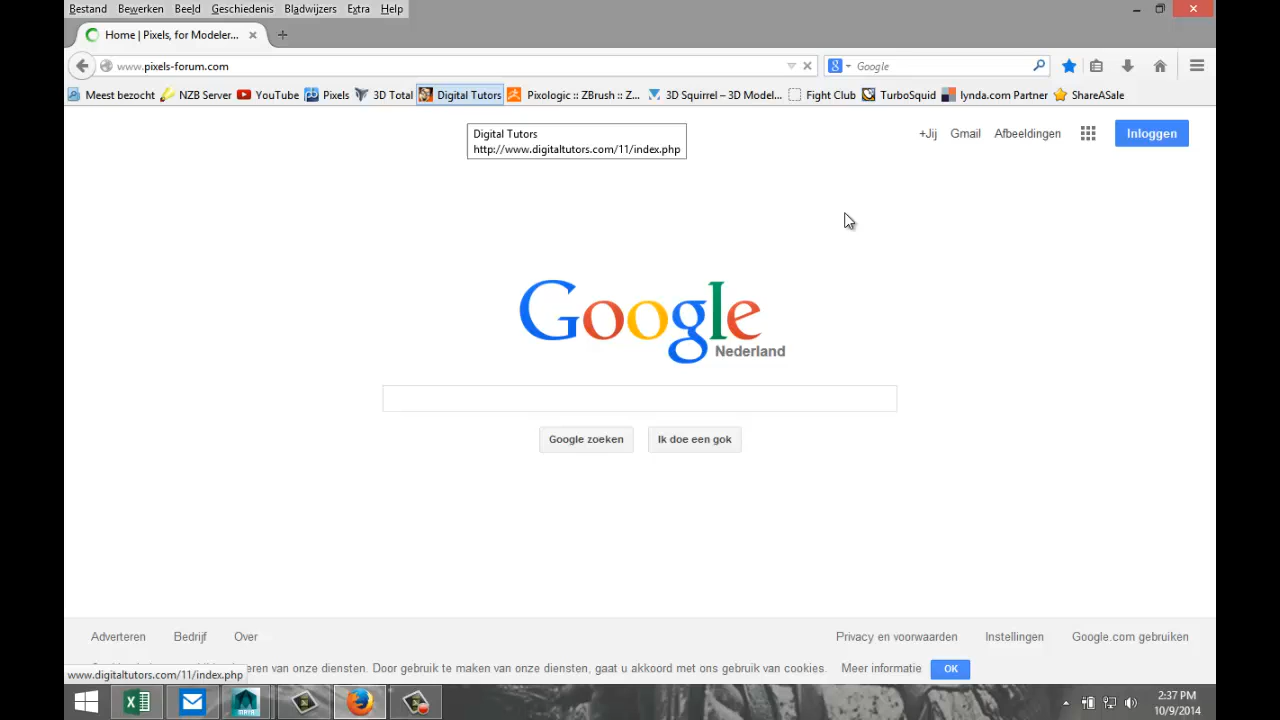 Bestand Bewerken Beeld Geschiedenis Bladwijzers Extra Help
Home | Pixels, for Modeler...
www.pixels-forum.com
Google
Meest bezocht NZB Server YouTube Pixels 3D Total Digital Tutors Pixologic :: ZBrush :: Z... 3D Squirrel – 3D Model... Fight Club TurboSquid lynda.com Partner ShareASale
Digital Tutors
http://www.digitaltutors.com/11/index.php
+Jij Gmail Afbeeldingen Inloggen
Google
Nederland
Google zoeken Ik doe een gok
Adverteren Bedrijf Over Privacy en voorwaarden Instellingen Google.com gebruiken
eren van onze diensten. Door gebruik te maken van onze diensten, gaat u akkoord met ons gebruik van cookies. Meer informatie OK
www.digitaltutors.com/11/index.php
2:37 PM
10/9/2014